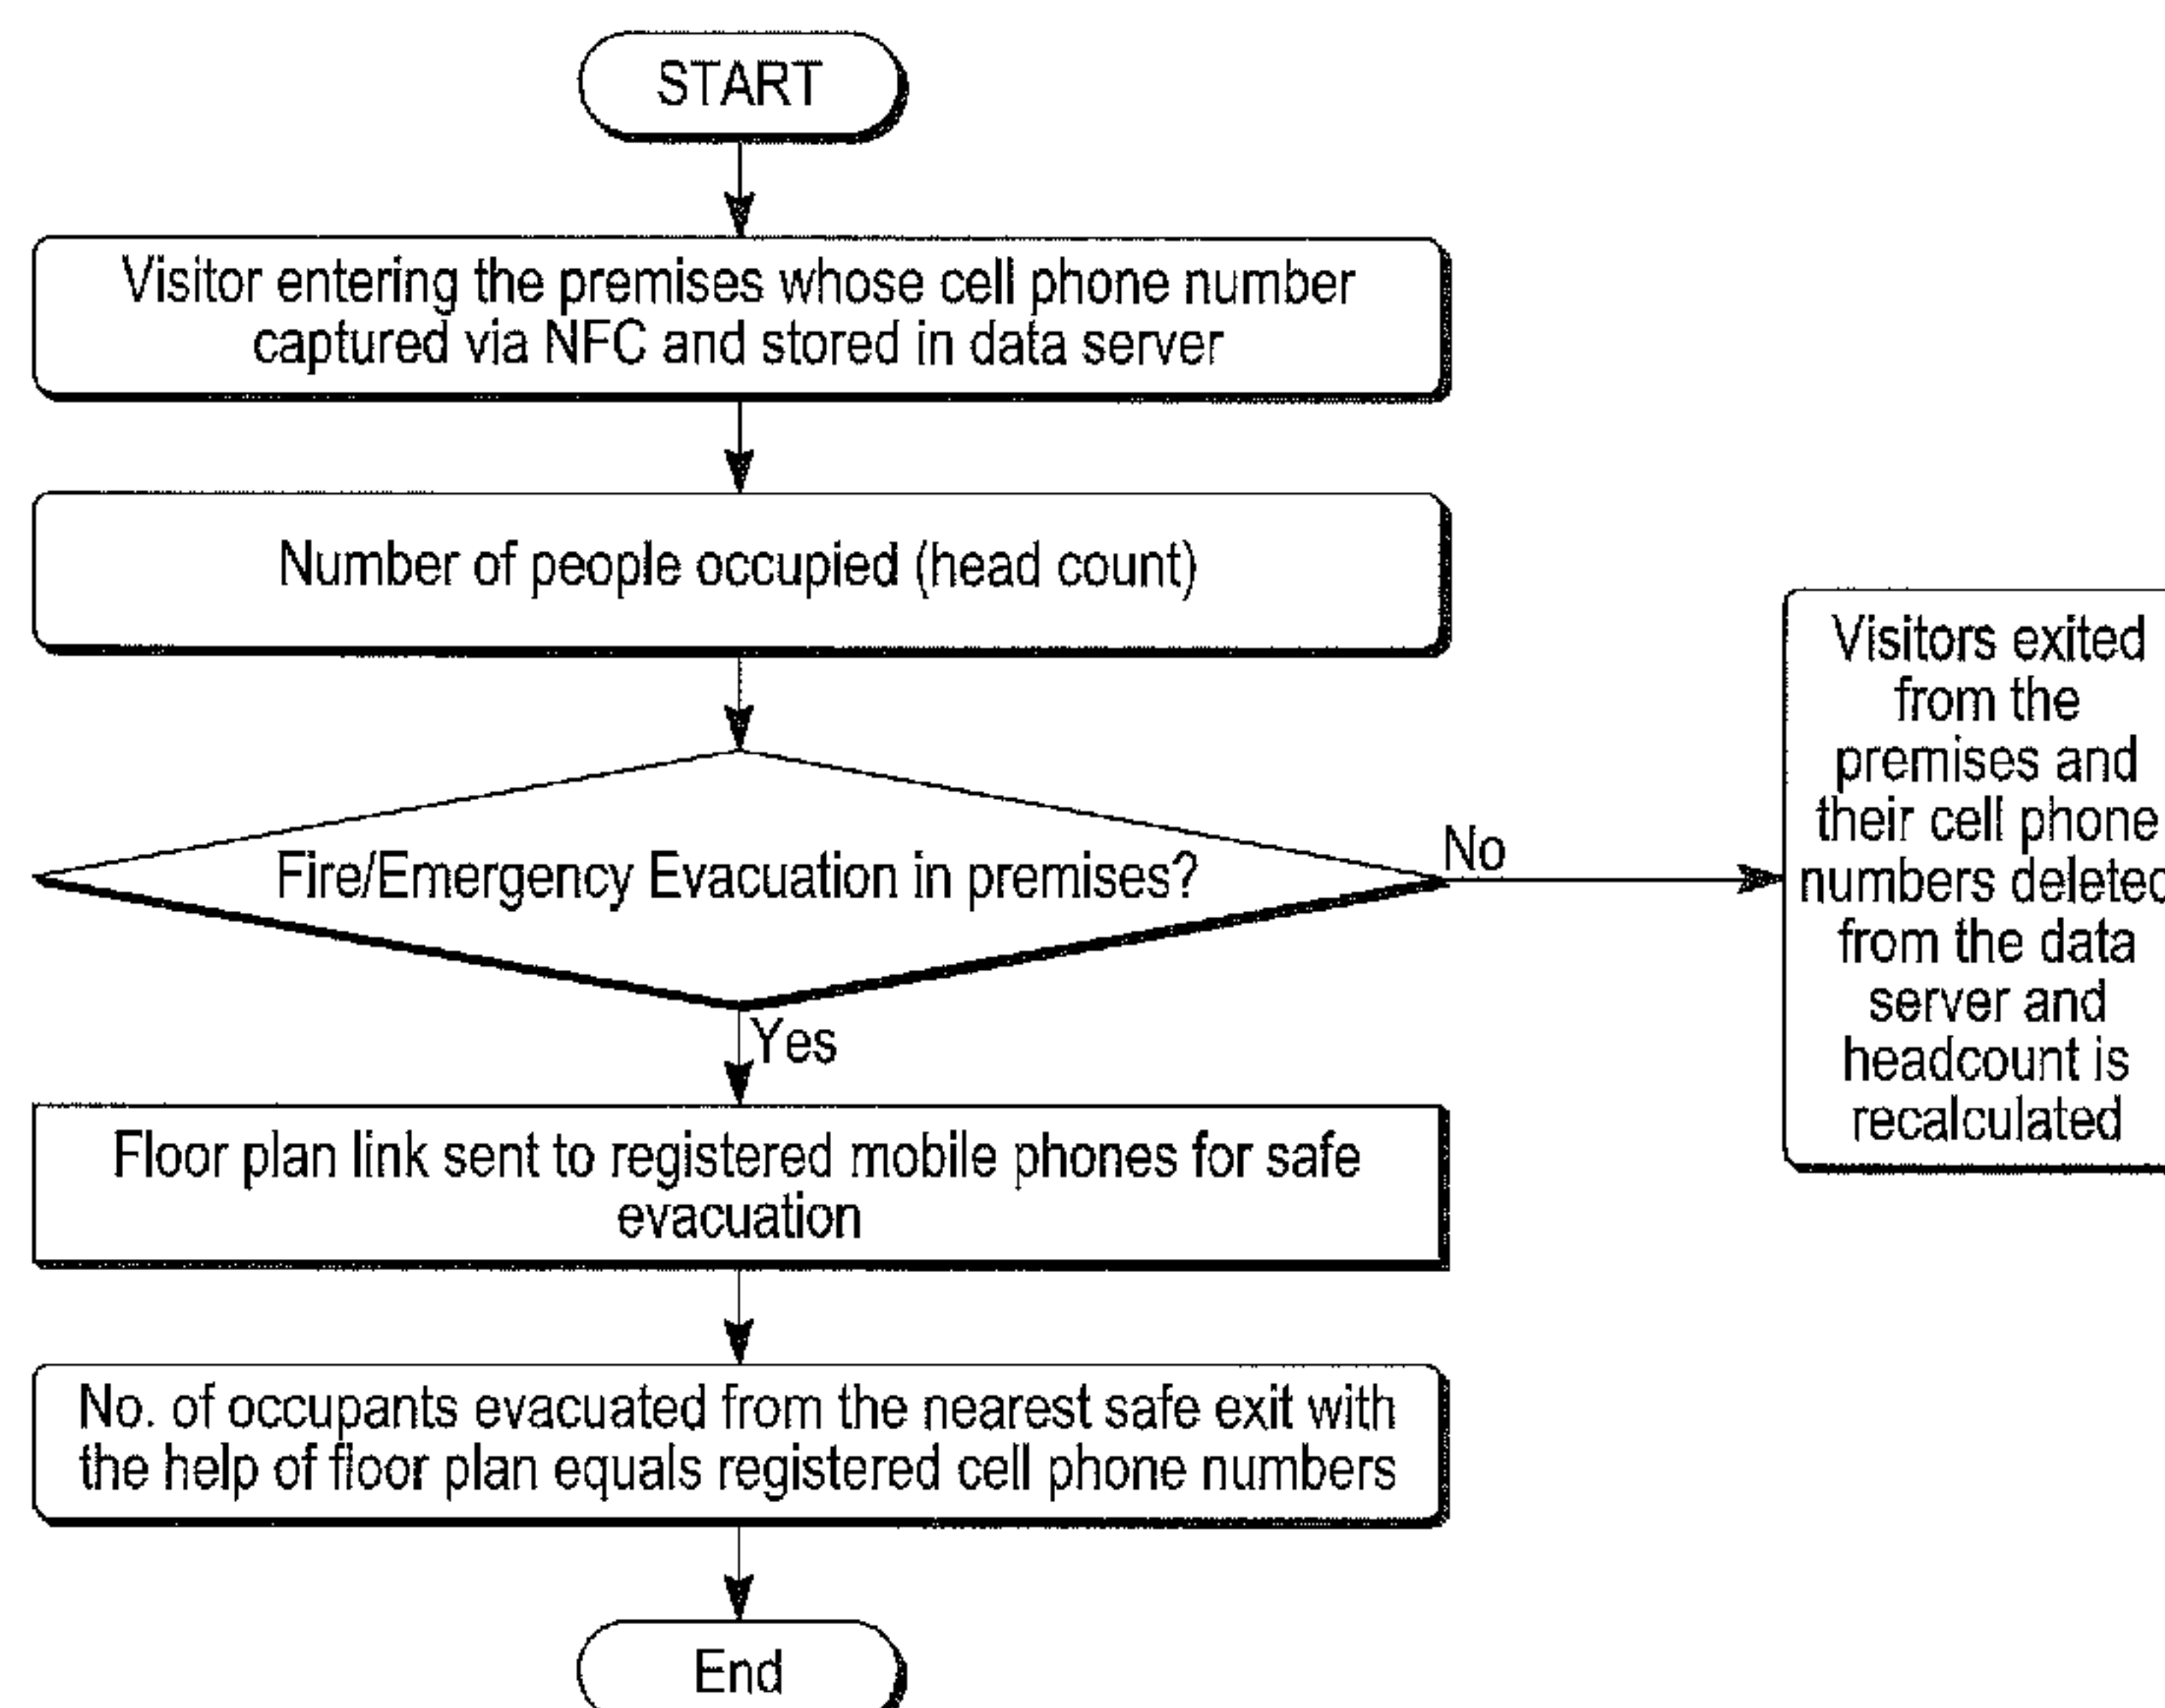 START
Visitor entering the premises whose cell phone number
captured via NFC and stored in data server
Number of people occupied (head count)
Fire/Emergency Evacuation in premises?
No
Visitors exited
from the
premises and
their cell phone
numbers deleted
from the data
server and
headcount is
recalculated
Yes
Floor plan link sent to registered mobile phones for safe
evacuation
No. of occupants evacuated from the nearest safe exit with
the help of floor plan equals registered cell phone numbers
End